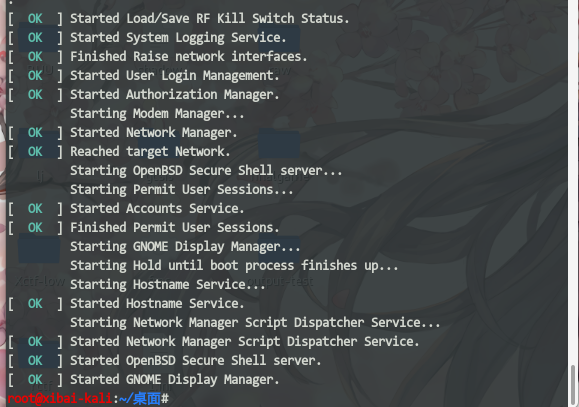 [  OK  ] Started Load/Save RF Kill Switch Status.
[  OK  ] Started System Logging Service.
[  OK  ] Finished Raise network interfaces.
[  OK  ] Started User Login Management.
[  OK  ] Started Authorization Manager.
         Starting Modem Manager...
[  OK  ] Started Network Manager.
[  OK  ] Reached target Network.
         Starting OpenBSD Secure Shell server...
         Starting Permit User Sessions...
[  OK  ] Started Accounts Service.
[  OK  ] Finished Permit User Sessions.
         Starting GNOME Display Manager...
         Starting Hold until boot process finishes up...
         Starting Hostname Service...
[  OK  ] Started Hostname Service.
         Starting Network Manager Script Dispatcher Service...
[  OK  ] Started Network Manager Script Dispatcher Service.
[  OK  ] Started OpenBSD Secure Shell server.
[  OK  ] Started GNOME Display Manager.
root@cibai-kali:~/桌面#